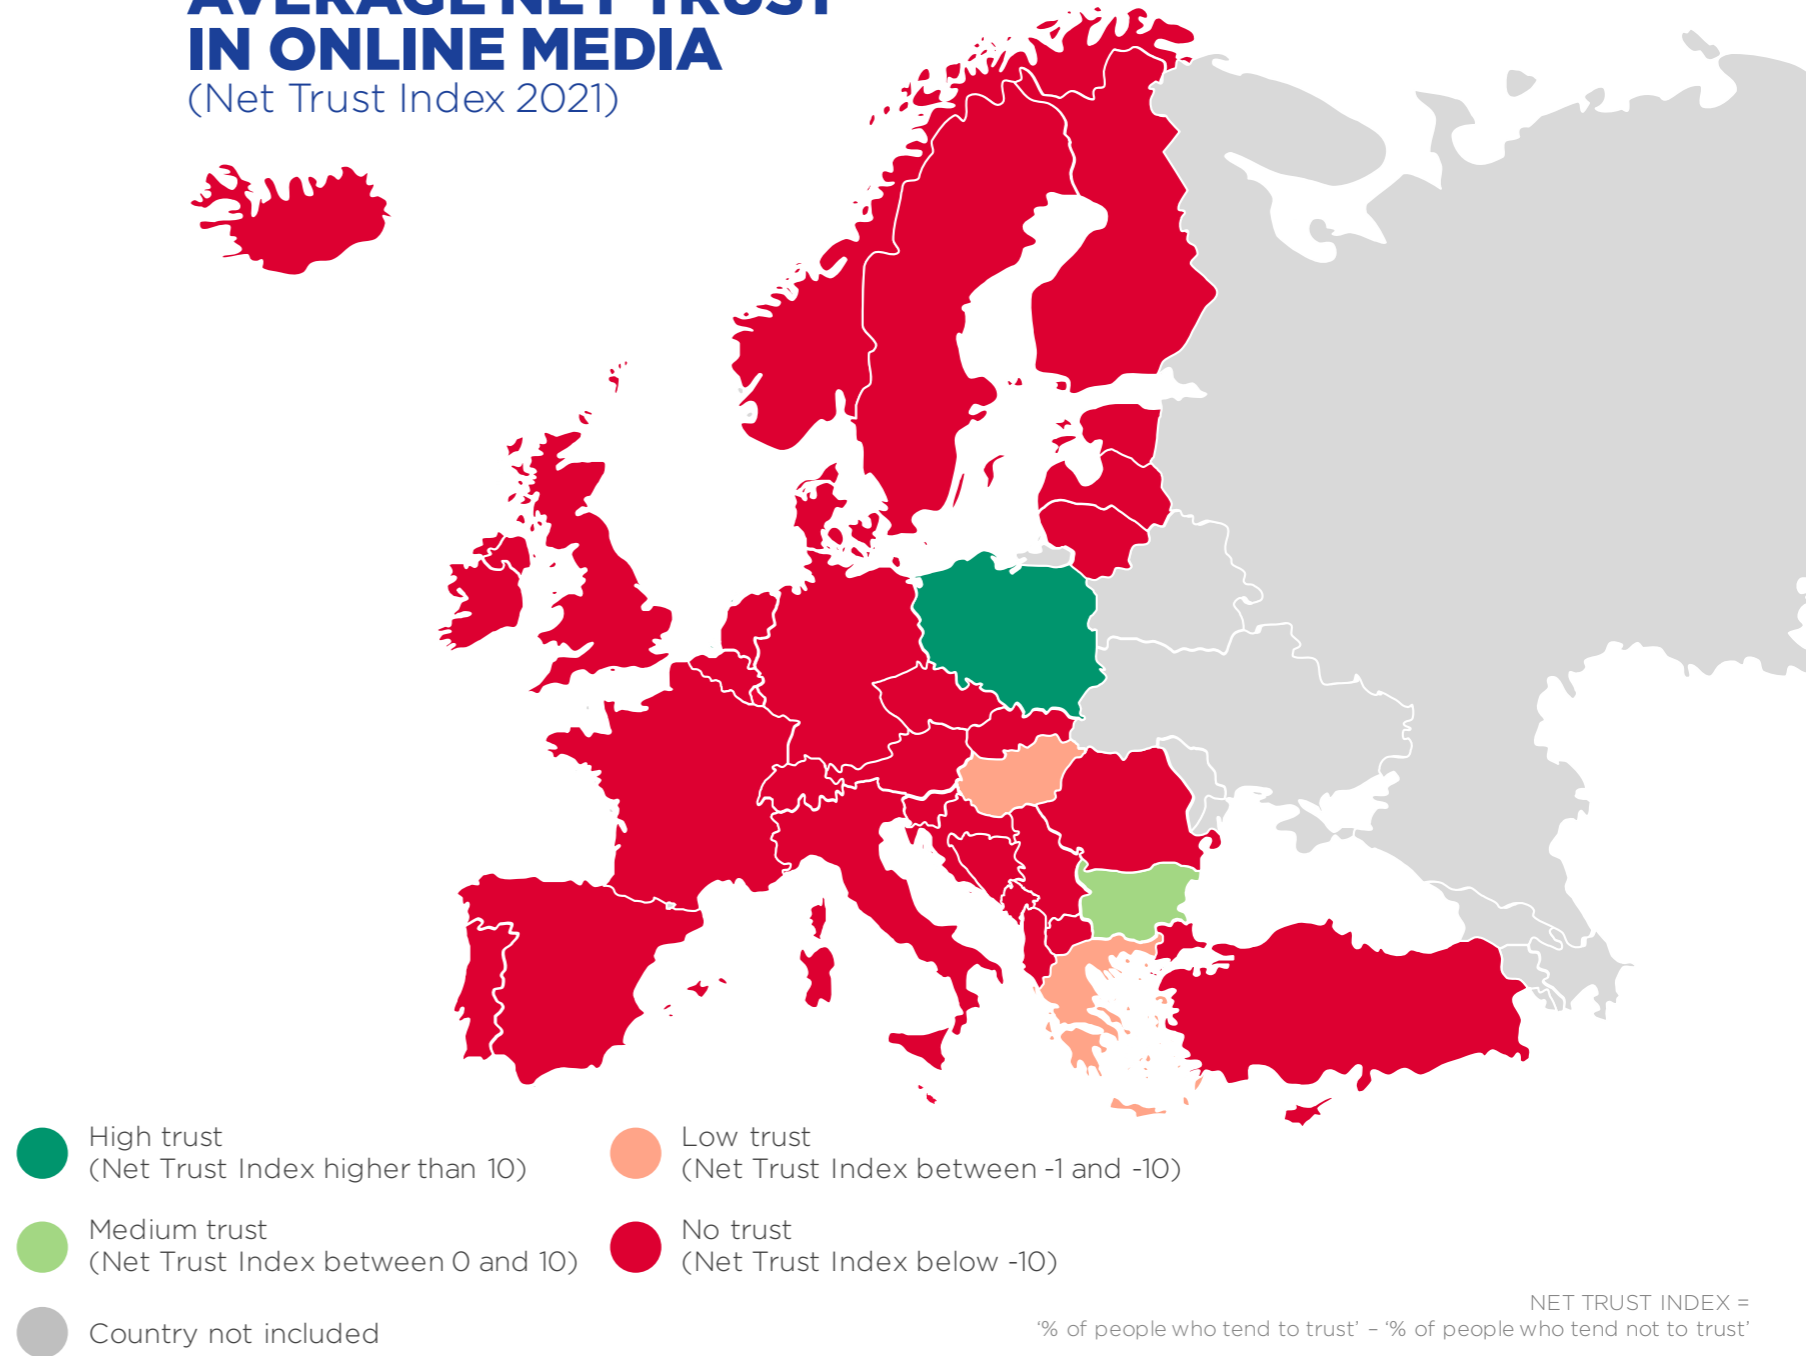 AVERAGE NET TRUST
IN ONLINE MEDIA
(Net Trust Index 2021)
High trust
(Net Trust Index higher than 10)
Low trust
(Net Trust Index between -1 and -10)
Medium trust
(Net Trust Index between 0 and 10)
No trust
(Net Trust Index below -10)
Country not included
NET TRUST INDEX =
‘% of people who tend to trust’ – ‘% of people who tend not to trust’